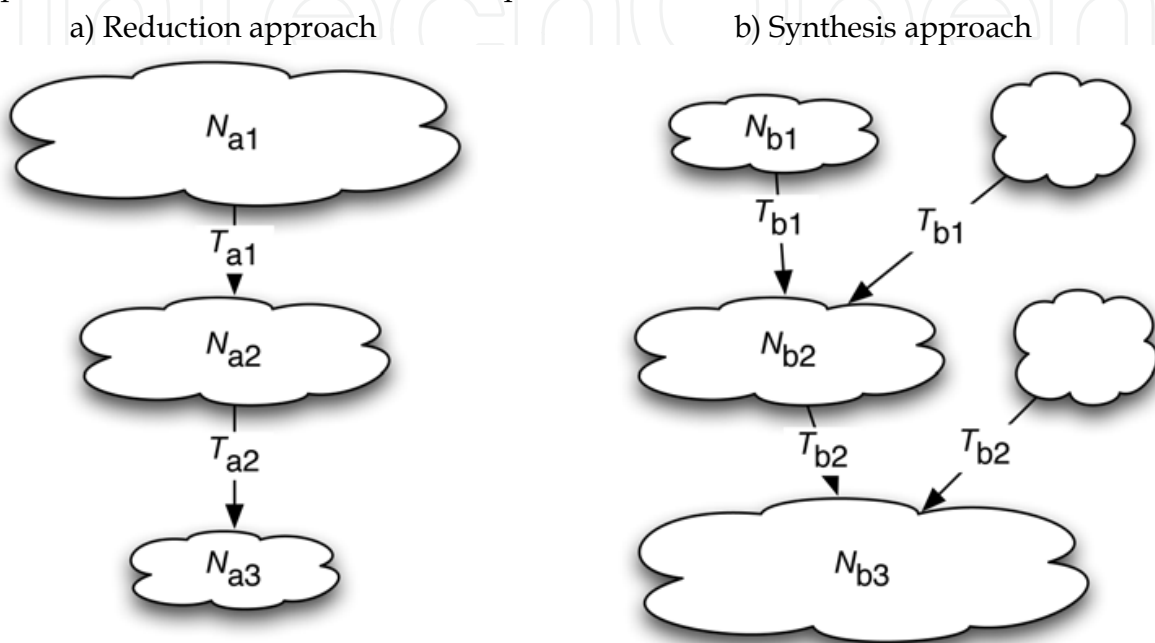 a) Reduction approach
b) Synthesis approach
Na1
Ta1
Na2
Ta2
Na3
Nb1
Tb1
Tb1
Nb2
Tb2
Tb2
Nb3